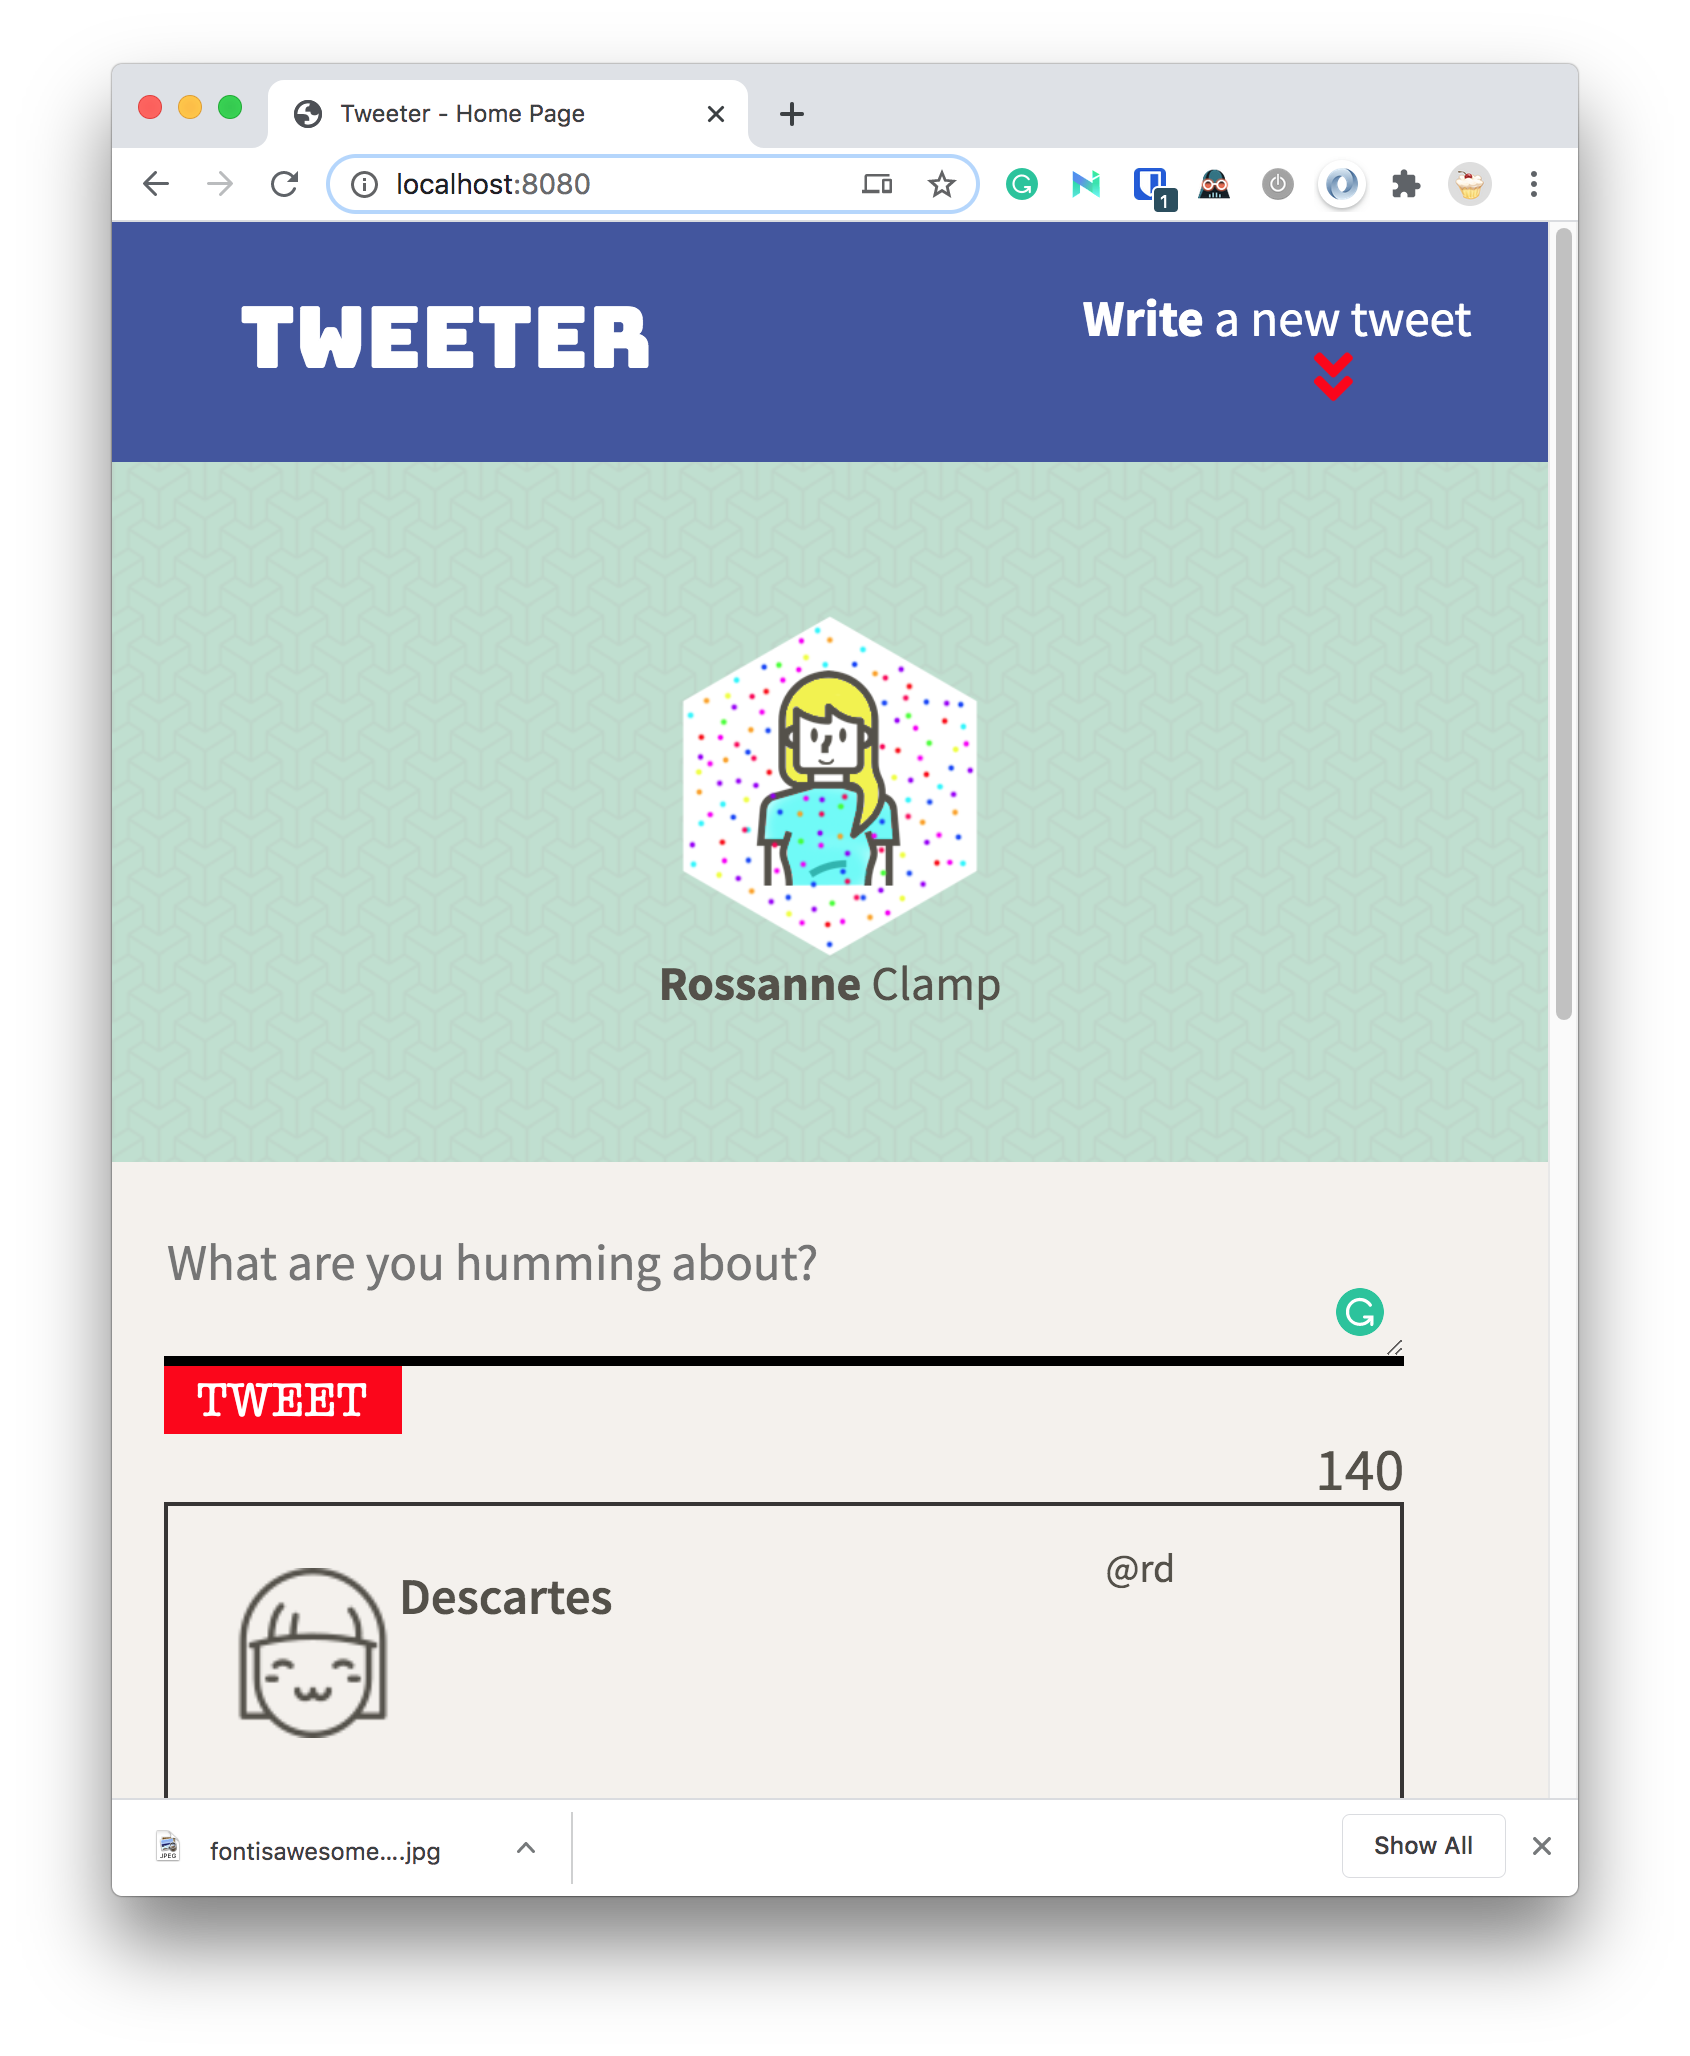 Tweeter - Home Page
localhost:8080
1
TWEETER
Write a new tweet
Rossanne Clamp
What are you humming about?
TWEET
140
Descartes
@rd
JPEG
fontisawesome....jpg
Show All